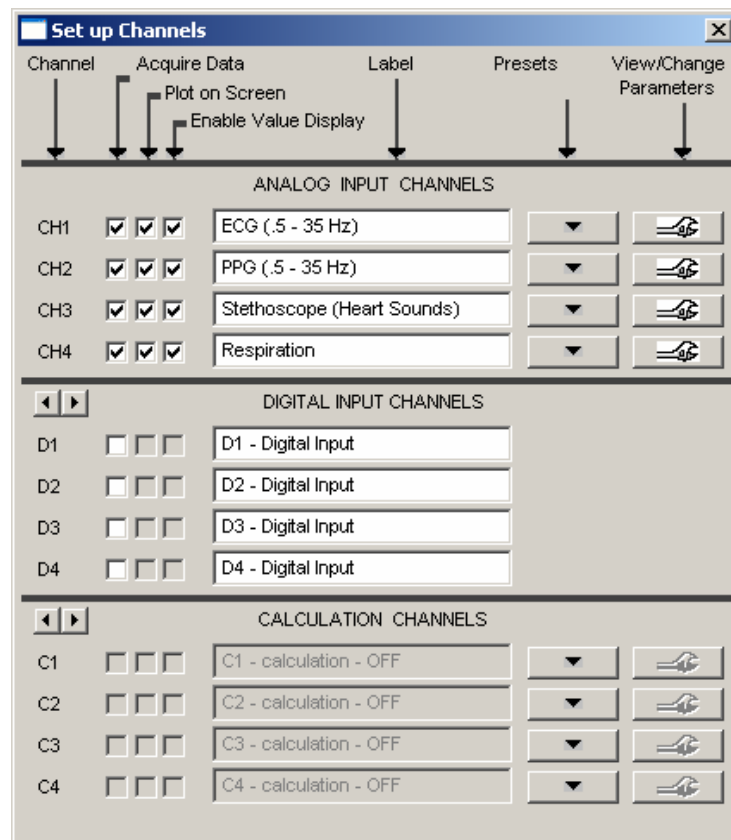 Set up Channels
Channel Acquire Data Label Presets View/Change
Plot on Screen Parameters
Enable Value Display
ANALOG INPUT CHANNELS
CH1 ECG (.5 - 35 Hz)
CH2 PPG (.5 - 35 Hz)
CH3 Stethoscope (Heart Sounds)
CH4 Respiration
DIGITAL INPUT CHANNELS
D1 D1 - Digital Input
D2 D2 - Digital Input
D3 D3 - Digital Input
D4 D4 - Digital Input
CALCULATION CHANNELS
C1 C1 - calculation - OFF
C2 C2 - calculation - OFF
C3 C3 - calculation - OFF
C4 C4 - calculation - OFF